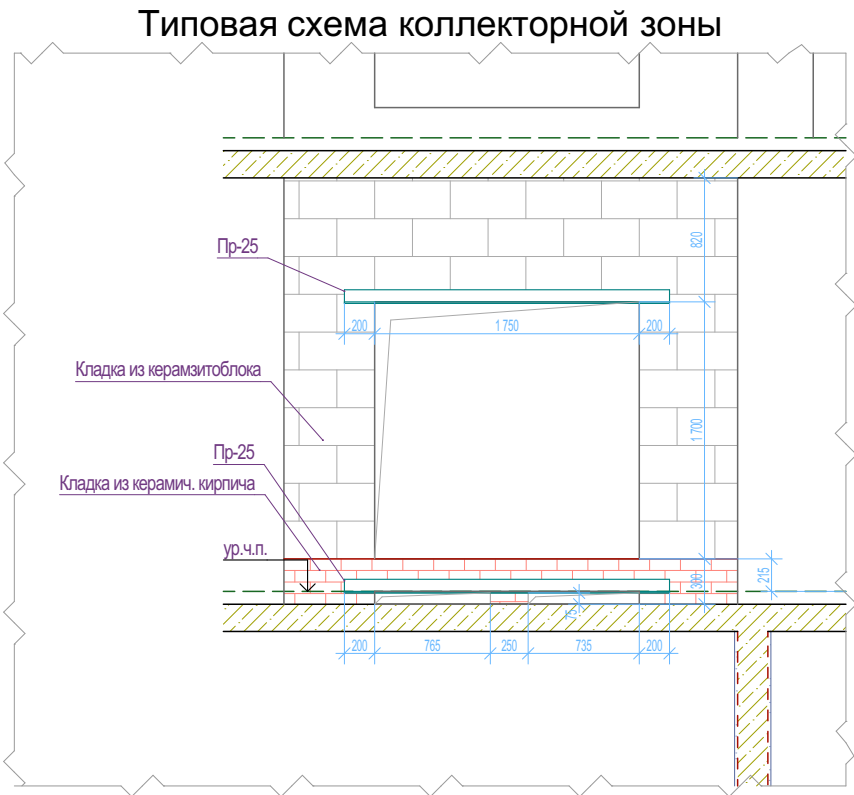 Типовая схема коллекторной зоны
Пр-25
820
200
1 750
200
Кладка из керамзитоблока
1 700
Пр-25
Кладка из керамич. кирпича
ур.ч.п.
300
215
75
200
765
250
735
200